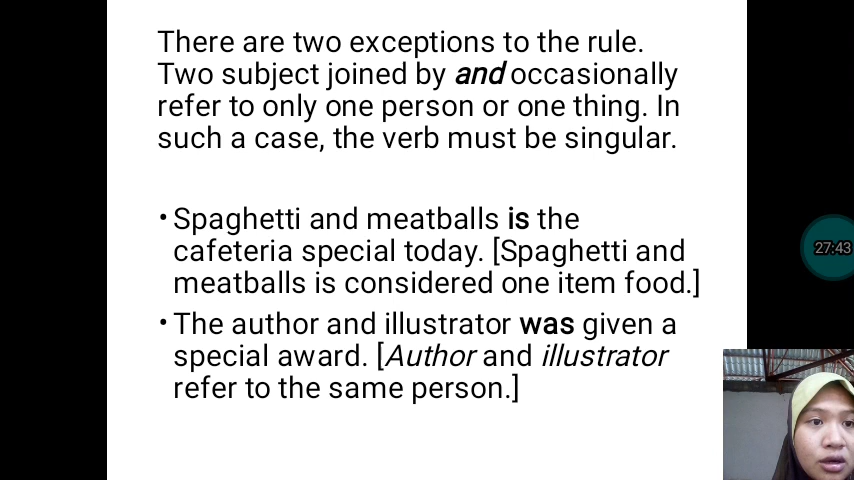 There are two exceptions to the rule.
Two subject joined by and occasionally
refer to only one person or one thing. In
such a case, the verb must be singular.
• Spaghetti and meatballs is the
cafeteria special today. [Spaghetti and
meatballs is considered one item food.]
• The author and illustrator was given a
special award. [Author and illustrator
refer to the same person.]
27:43